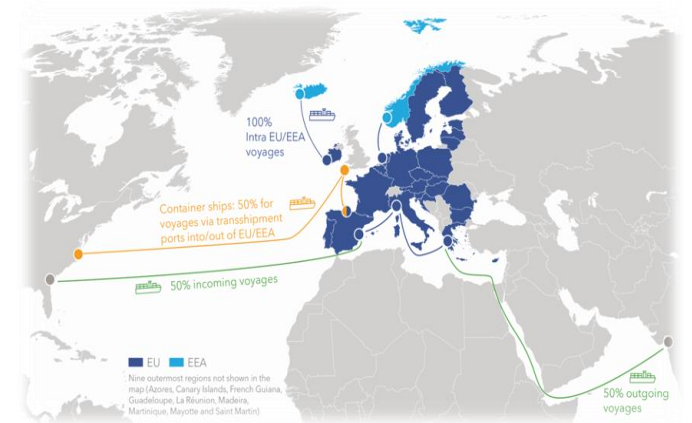 100%
Intra EU/EEA
voyages
Container ships: 50% for
voyages via transshipment
ports into/out of EU/EEA
50% incoming voyages
EU EEA
Nine outermost regions not shown in the
map (Azores, Canary Islands, French Guiana,
Guadeloupe, La Réunion, Madeira,
Martinique, Mayotte and Saint Martin)
50% outgoing
voyages